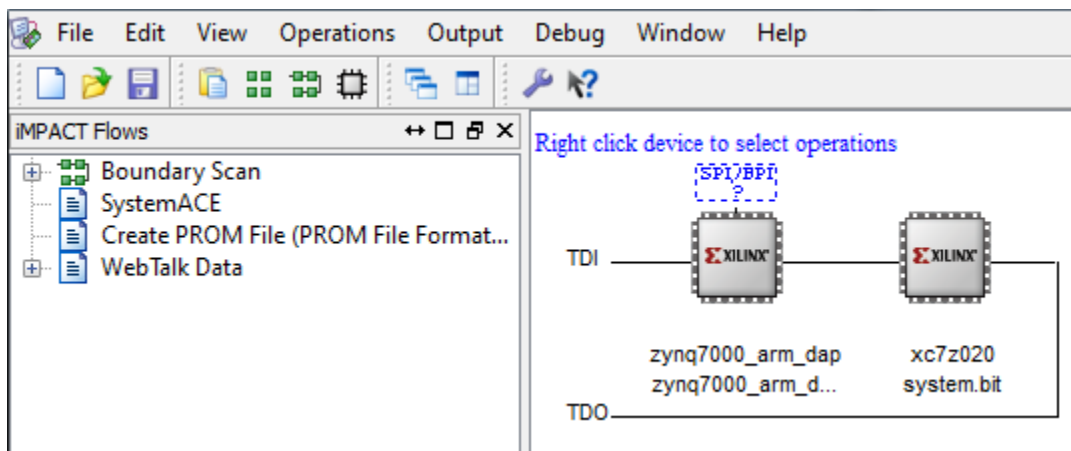 File Edit View Operations Output Debug Window Help
iMPACT Flows
Boundary Scan
SystemACE
Create PROM File (PROM File Format...
WebTalk Data
Right click device to select operations
SPI/BPI
?
TDI
XILINX
XILINX
zynq7000_arm_dap xc7z020
zynq7000_arm_d... system.bit
TDO